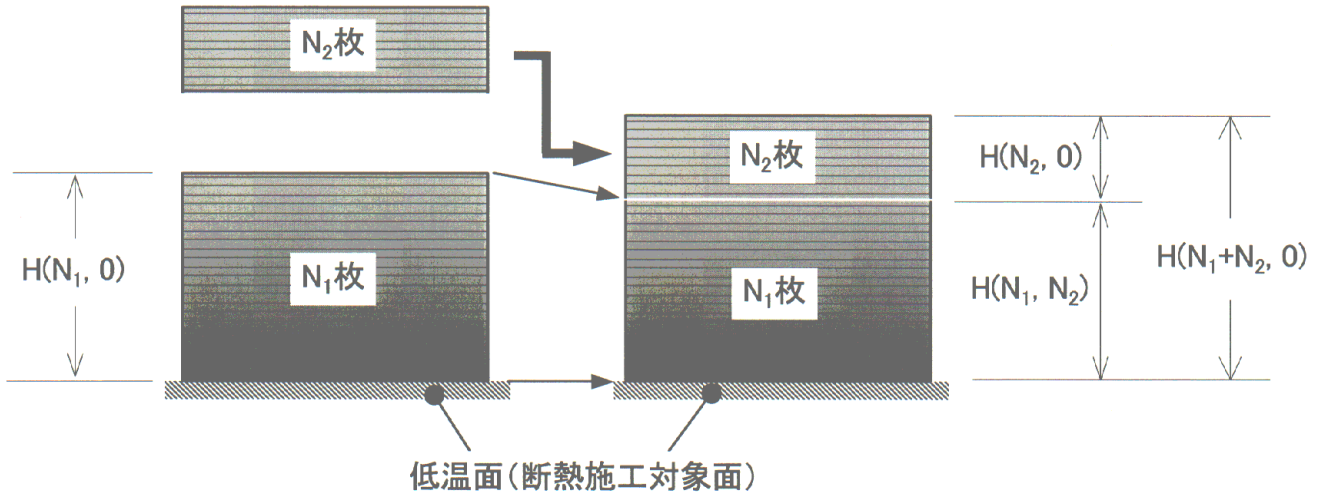 N₂枚
N₁枚
H(N₁, 0)
N₂枚
N₁枚
H(N₂, 0)
H(N₁, N₂)
H(N₁+N₂, 0)
低温面(断熱施工対象面)